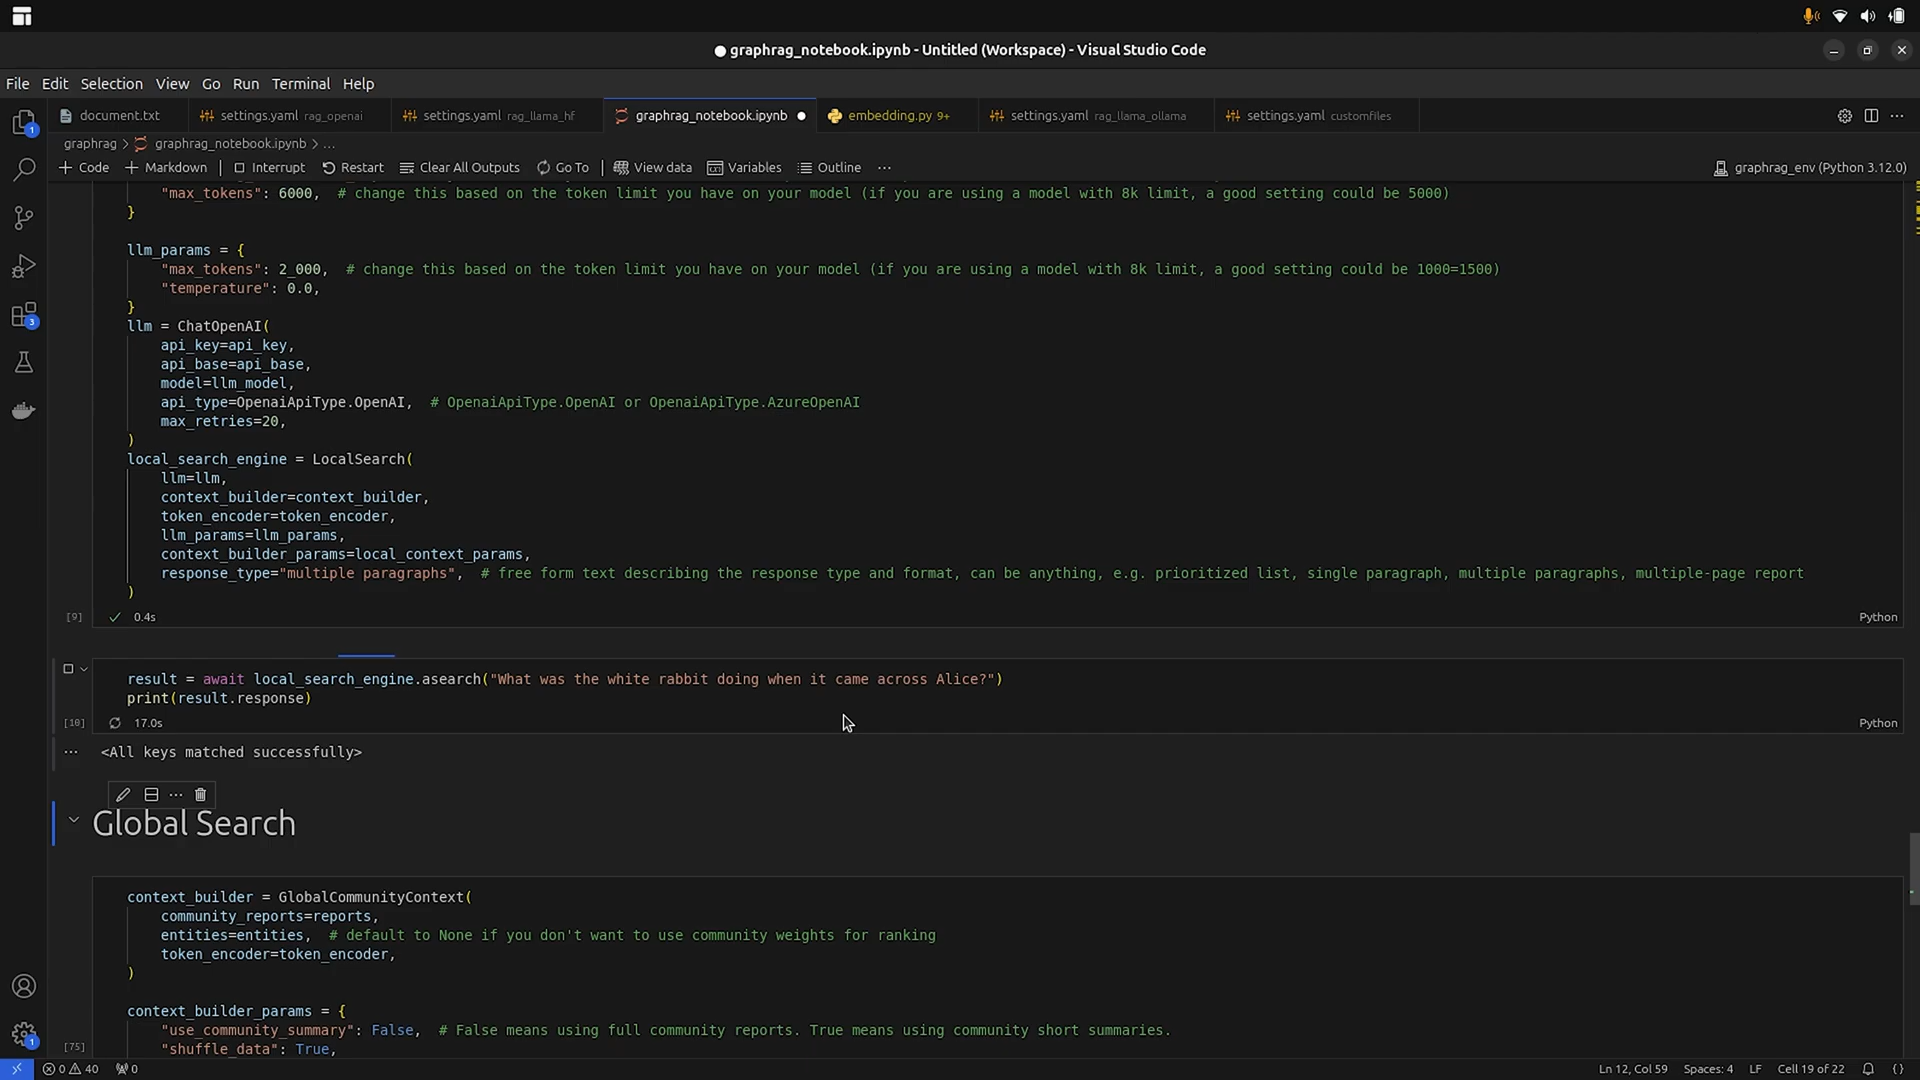 graphrag_notebook.ipynb - Untitled (Workspace) - Visual Studio Code
File Edit Selection View Go Run Terminal Help
document.txt settings.yaml rag_openai settings.yaml rag_llama_hf graphrag_notebook.ipynb embedding.py 9+ settings.yaml rag_llama_ollama settings.yaml customfiles
graphrag > graphrag_notebook.ipynb > ...
+ Code + Markdown Interrupt Restart Clear All Outputs Go To View data Variables Outline ... graphrag_env (Python 3.12.0)
"max_tokens": 6000,  # change this based on the token limit you have on your model (if you are using a model with 8k limit, a good setting could be 5000)
}
llm_params = {
"max_tokens": 2_000,  # change this based on the token limit you have on your model (if you are using a model with 8k limit, a good setting could be 1000=1500)
"temperature": 0.0,
}
llm = ChatOpenAI(
api_key=api_key,
api_base=api_base,
model=llm_model,
api_type=OpenaiApiType.OpenAI,  # OpenaiApiType.OpenAI or OpenaiApiType.AzureOpenAI
max_retries=20,
)
local_search_engine = LocalSearch(
llm=llm,
context_builder=context_builder,
token_encoder=token_encoder,
llm_params=llm_params,
context_builder_params=local_context_params,
response_type="multiple paragraphs",  # free form text describing the response type and format, can be anything, e.g. prioritized list, single paragraph, multiple paragraphs, multiple-page report
)
[9] 0.4s Python
result = await local_search_engine.asearch("What was the white rabbit doing when it came across Alice?")
print(result.response)
[10] 17.0s Python
... <All keys matched successfully>
Global Search
context_builder = GlobalCommunityContext(
community_reports=reports,
entities=entities,  # default to None if you don't want to use community weights for ranking
token_encoder=token_encoder,
)
context_builder_params = {
"use_community_summary": False,  # False means using full community reports. True means using community short summaries.
[75] "shuffle_data": True,
0 40 0 Ln 12, Col 59 Spaces: 4 LF Cell 19 of 22 {}
1
3
1